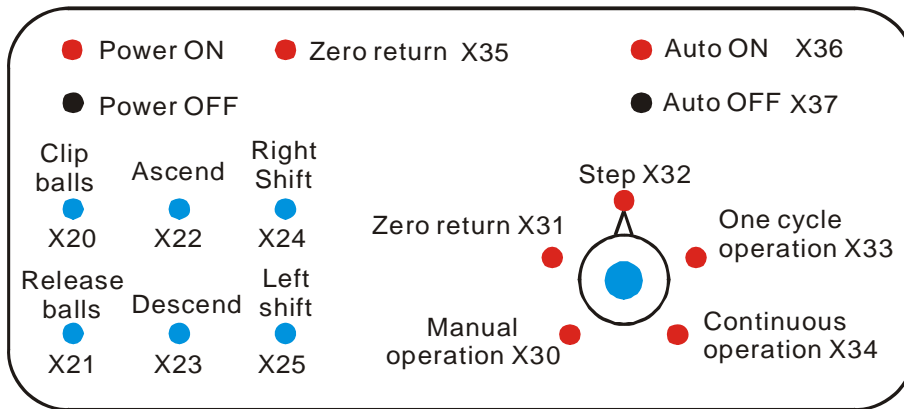 Power ON
Zero return X35
Auto ON X36
Power OFF
Auto OFF X37
Clip
balls
X20
Ascend
X22
Right
Shift
X24
Step X32
Zero return X31
One cycle
operation X33
Release
balls
X21
Descend
X23
Left
shift
X25
Manual
operation X30
Continuous
operation X34